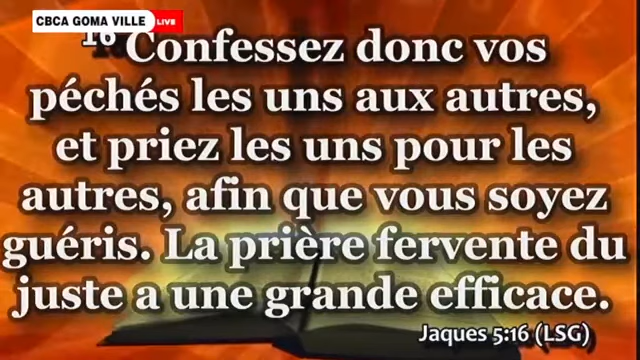 CBCA GOMA VILLE LIVE
16 Confessez donc vos
péchés les uns aux autres,
et priez les uns pour les
autres, afin que vous soyez
guéris. La prière fervente du
juste a une grande efficace.
Jaques 5:16 (LSG)